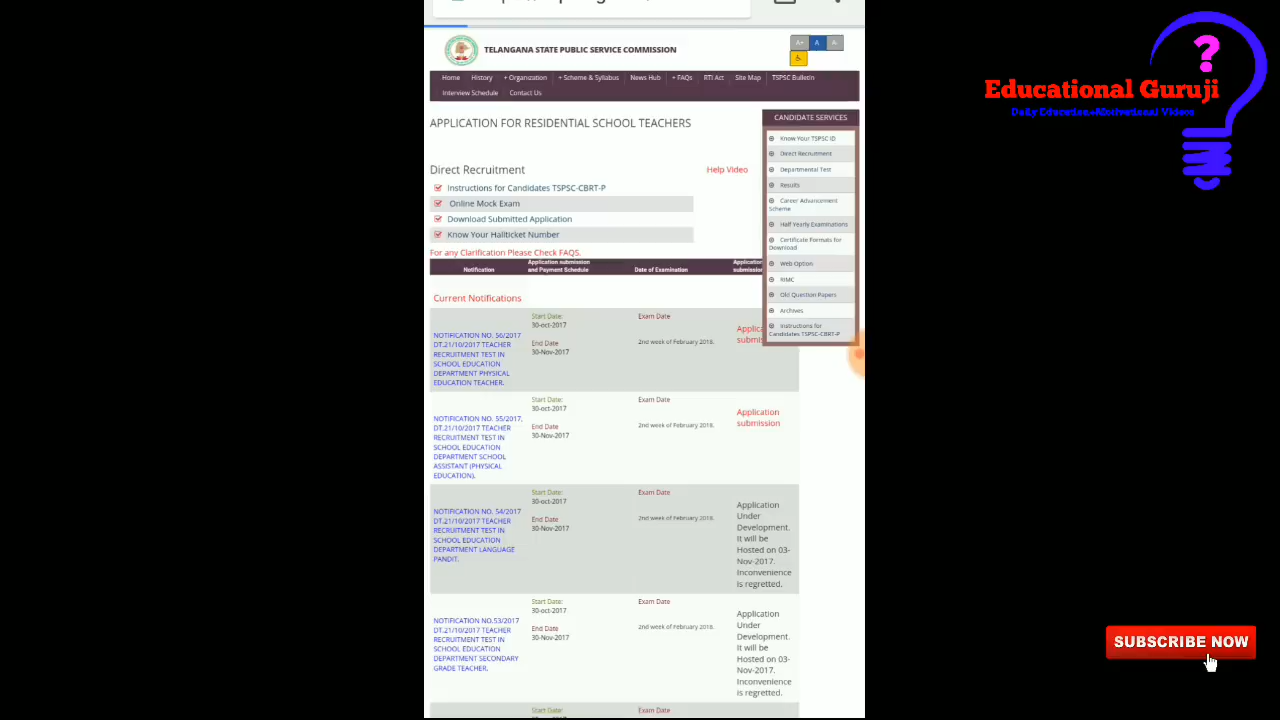 TELANGANA STATE PUBLIC SERVICE COMMISSION
A+ A A-
Home History + Organization + Scheme & Syllabus News Hub + FAQs RTI Act Site Map TSPSC Bulletin
Interview Schedule Contact Us
APPLICATION FOR RESIDENTIAL SCHOOL TEACHERS
Direct Recruitment
Help Video
Instructions for Candidates TSPSC-CBRT-P
Online Mock Exam
Download Submitted Application
Know Your Hallticket Number
For any Clarification Please Check FAQS.
Notification
Application submission
and Payment Schedule
Date of Examination
Current Notifications
NOTIFICATION NO. 56/2017
DT.21/10/2017 TEACHER
RECRUITMENT TEST IN
SCHOOL EDUCATION
DEPARTMENT PHYSICAL
EDUCATION TEACHER.
Start Date:
30-oct-2017
End Date
30-Nov-2017
Exam Date
2nd week of February 2018.
NOTIFICATION NO. 55/2017,
DT.21/10/2017 TEACHER
RECRUITMENT TEST IN
SCHOOL EDUCATION
DEPARTMENT SCHOOL
ASSISTANT (PHYSICAL
EDUCATION).
Start Date:
30-oct-2017
End Date
30-Nov-2017
Exam Date
2nd week of February 2018.
Application
submission
NOTIFICATION NO. 54/2017
DT.21/10/2017 TEACHER
RECRUITMENT TEST IN
SCHOOL EDUCATION
DEPARTMENT LANGUAGE
PANDIT.
Start Date:
30-oct-2017
End Date
30-Nov-2017
Exam Date
2nd week of February 2018.
Application
Under
Development.
It will be
Hosted on 03-
Nov-2017.
Inconvenience
is regretted.
NOTIFICATION NO.53/2017
DT.21/10/2017 TEACHER
RECRUITMENT TEST IN
SCHOOL EDUCATION
DEPARTMENT SECONDARY
GRADE TEACHER.
Start Date:
30-oct-2017
End Date
30-Nov-2017
Exam Date
2nd week of February 2018.
Application
Under
Development.
It will be
Hosted on 03-
Nov-2017.
Inconvenience
is regretted.
Start Date:
Exam Date
CANDIDATE SERVICES
Know Your TSPSC ID
Direct Recruitment
Departmental Test
Results
Career Advancement
Scheme
Half Yearly Examinations
Certificate Formats for
Download
Web Option
RIMC
Old Question Papers
Archives
Instructions for
Candidates TSPSC-CBRT-P
?
Educational Guruji
Daily Education+Motivational Video
SUBSCRIBE NOW